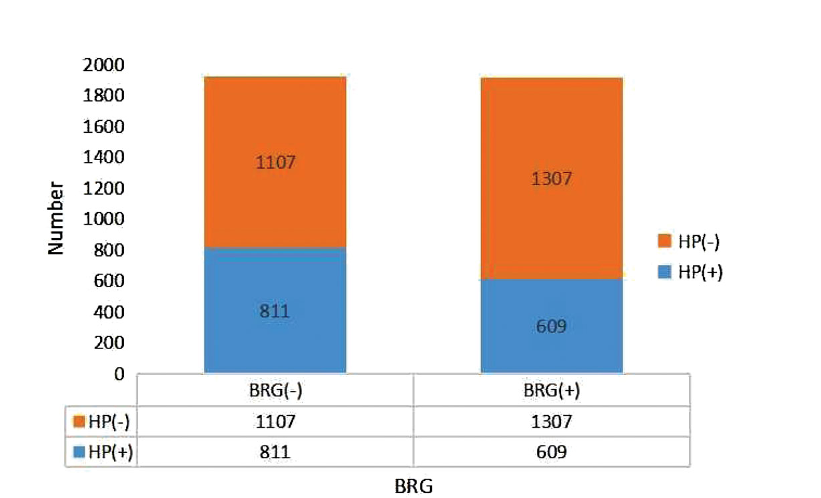 2000
1800
1600
1400
1200
1000
800
600
400
200
0
Number
1107
1307
811
609
HP(-)
HP(+)
BRG(-) BRG(+)
HP(-) 1107 1307
HP(+) 811 609
BRG